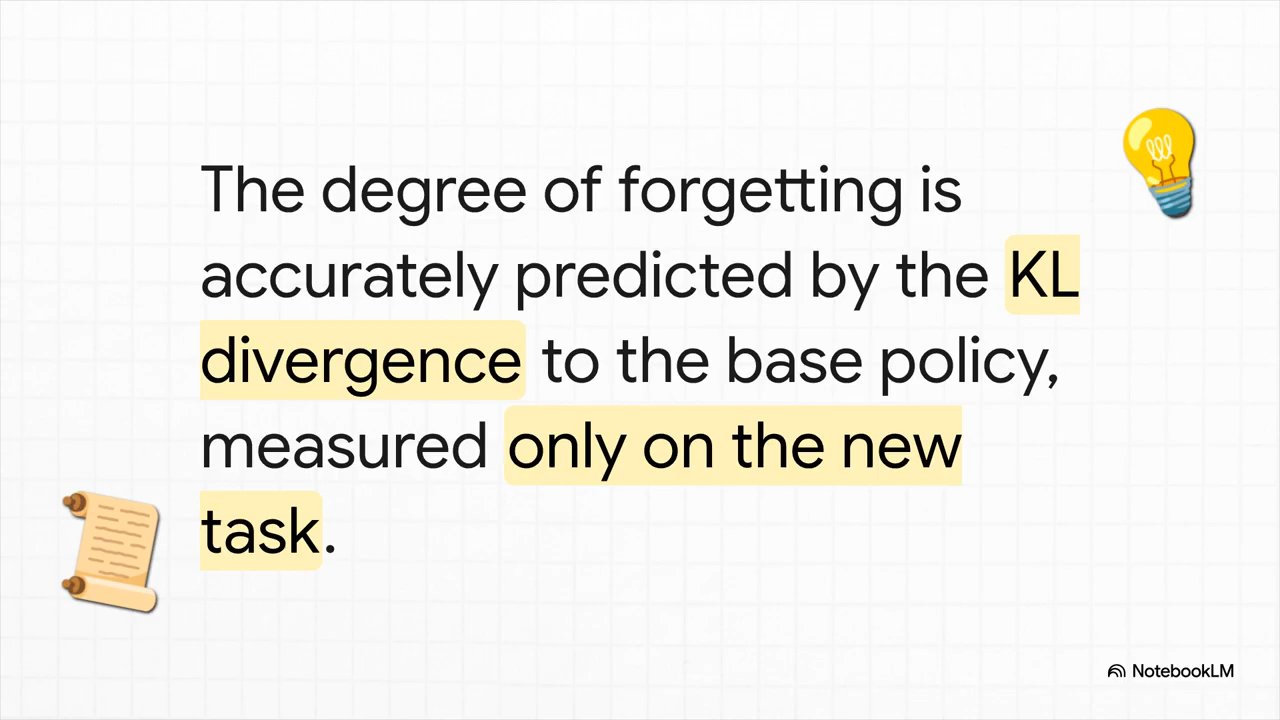 The degree of forgetting is
accurately predicted by the KL
divergence to the base policy,
measured only on the new
task.
NotebookLM